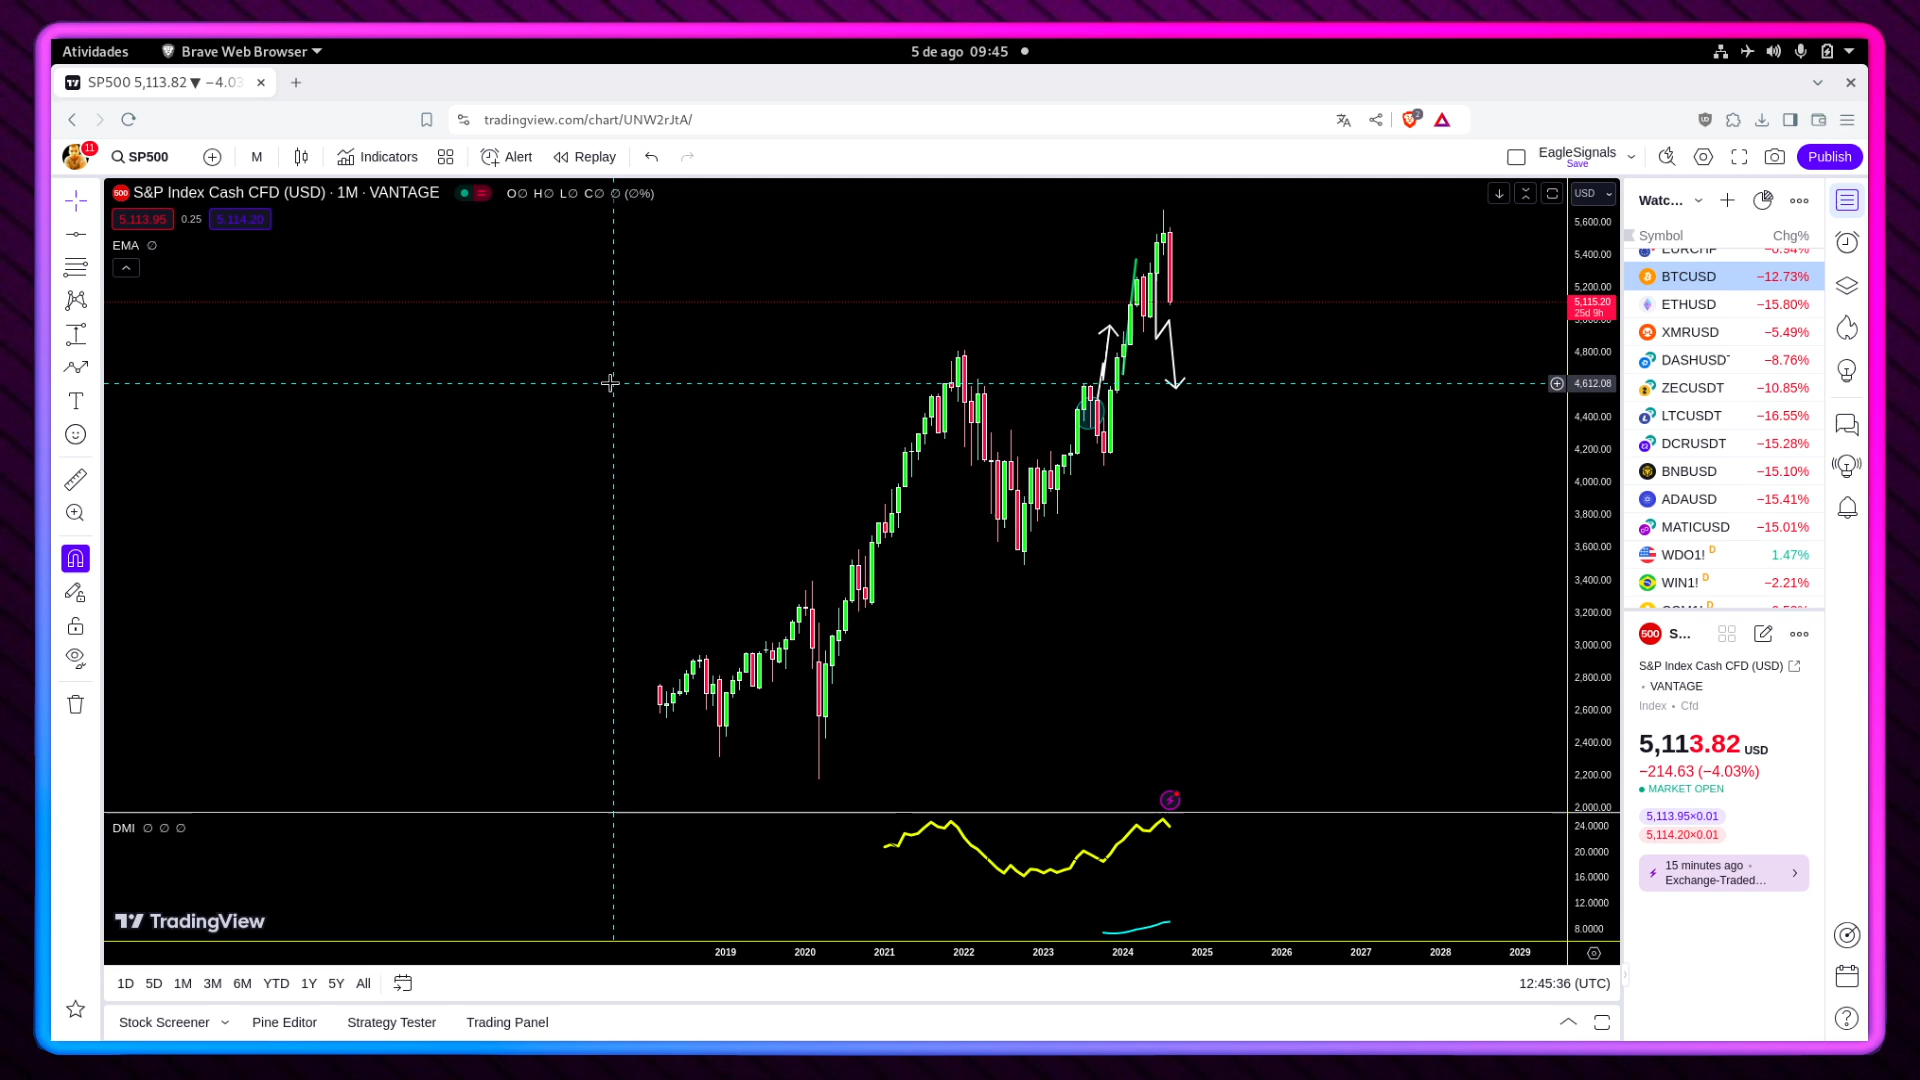 Atividades Brave Web Browser 5 de ago 09:45
SP500 5,113.82 ▼ −4.03
tradingview.com/chart/UNW2rJtA/
2
11 SP500 M Indicators Alert Replay EagleSignals Save Publish
500 S&P Index Cash CFD (USD) · 1M · VANTAGE O∅ H∅ L∅ C∅ ∅ (∅%) USD
5,113.95 0.25 5,114.20
EMA ∅
5,600.00
5,400.00
5,200.00
5,115.20
25d 9h
4,800.00
4,612.08
4,400.00
4,200.00
4,000.00
3,800.00
3,600.00
3,400.00
3,200.00
3,000.00
2,800.00
2,600.00
2,400.00
2,200.00
2,000.00
DMI ∅ ∅ ∅
24.0000
20.0000
16.0000
12.0000
8.0000
TradingView
2019 2020 2021 2022 2023 2024 2025 2026 2027 2028 2029
1D 5D 1M 3M 6M YTD 1Y 5Y All 12:45:36 (UTC)
Stock Screener Pine Editor Strategy Tester Trading Panel
Watc...
Symbol Chg%
EURCHF −0.94%
BTCUSD −12.73%
ETHUSD −15.80%
XMRUSD −5.49%
DASHUSD −8.76%
ZECUSDT −10.85%
LTCUSDT −16.55%
DCRUSDT −15.28%
BNBUSD −15.10%
ADAUSD −15.41%
MATICUSD −15.01%
WDO1! D 1.47%
WIN1! D −2.21%
500 S...
S&P Index Cash CFD (USD)
• VANTAGE
Index • Cfd
5,113.82 USD
−214.63 (−4.03%)
MARKET OPEN
5,113.95×0.01
5,114.20×0.01
15 minutes ago •
Exchange-Traded...